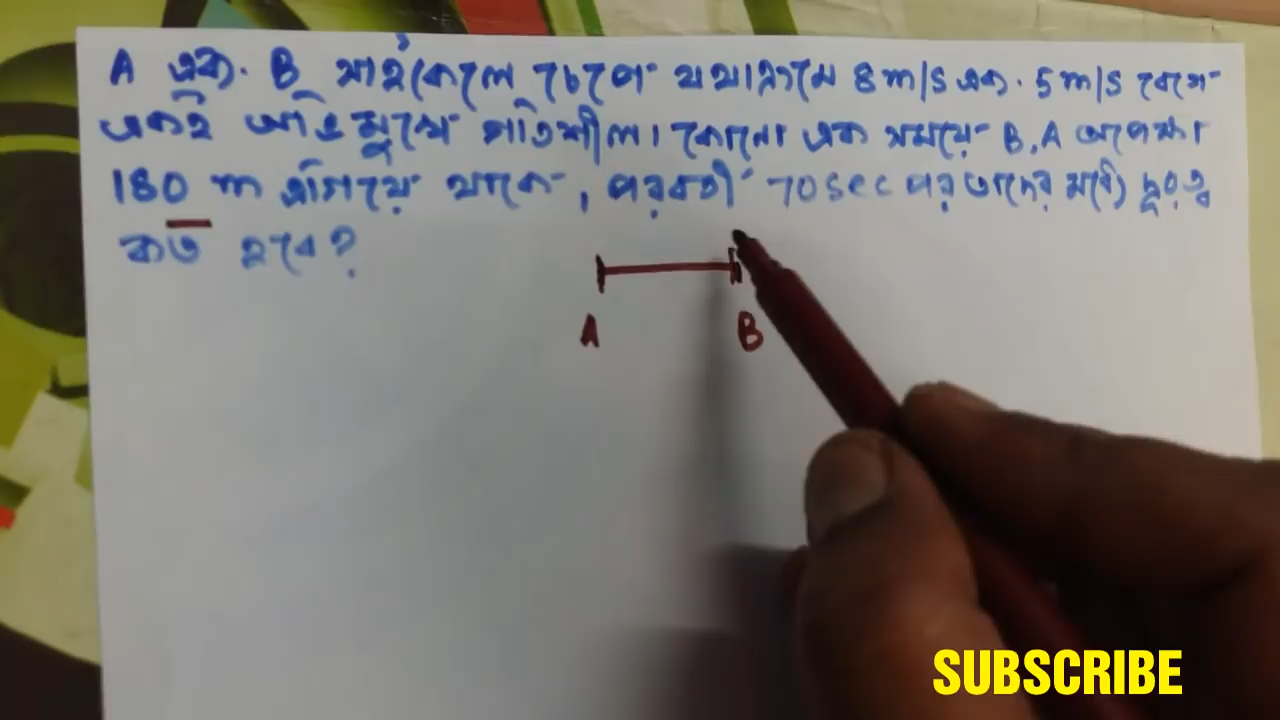 A এবং B সাইকেলে চেপে যথাক্রমে 8 m/s এবং 5 m/s বেগে
একই অভিমুখে গতিশীল। কোনো এক সময়ে B, A অপেক্ষা
180 m এগিয়ে থাকে, পরবর্তী 70 sec পর তাদের মধ্যে দূরত্ব
কত হবে?
A B
SUBSCRIBE